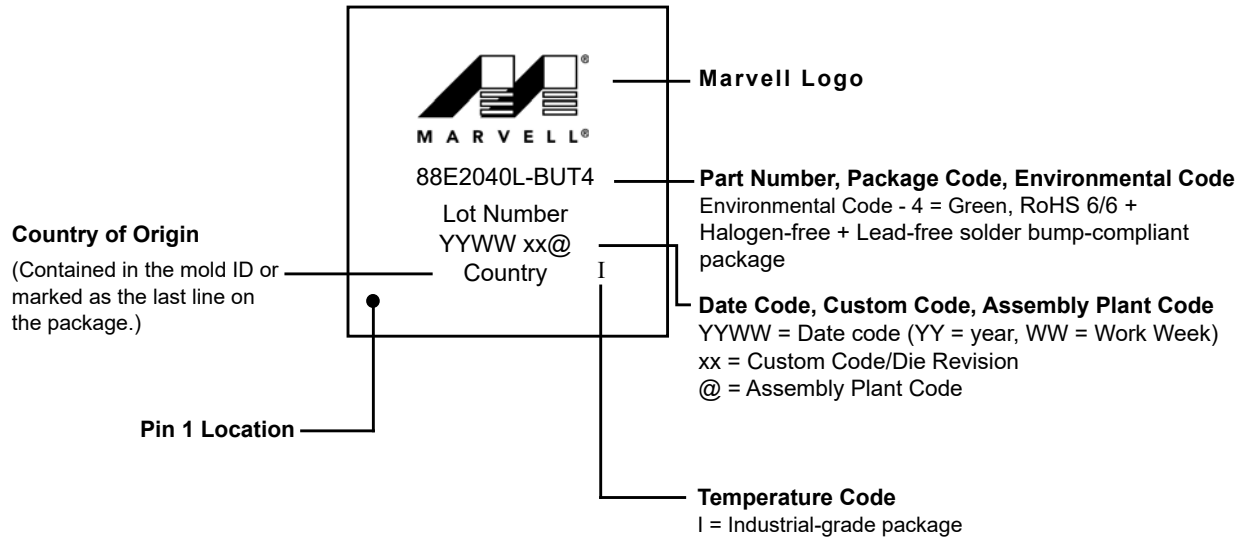 ®
MARVELL®
88E2040L-BUT4
Lot Number
YYWW xx@
Country
I
Marvell Logo
Part Number, Package Code, Environmental Code
Environmental Code - 4 = Green, RoHS 6/6 +
Halogen-free + Lead-free solder bump-compliant
package
Country of Origin
(Contained in the mold ID or
marked as the last line on
the package.)
Date Code, Custom Code, Assembly Plant Code
YYWW = Date code (YY = year, WW = Work Week)
xx = Custom Code/Die Revision
@ = Assembly Plant Code
Pin 1 Location
Temperature Code
I = Industrial-grade package